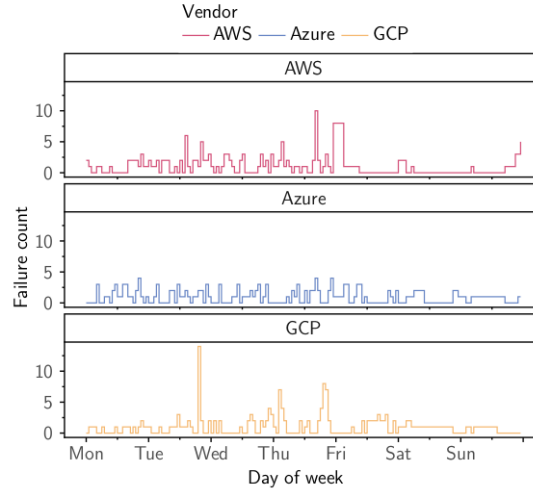 Vendor
AWS Azure GCP
AWS
10
5
0
Azure
10
5
0
GCP
10
5
0
Failure count
Mon Tue Wed Thu Fri Sat Sun
Day of week